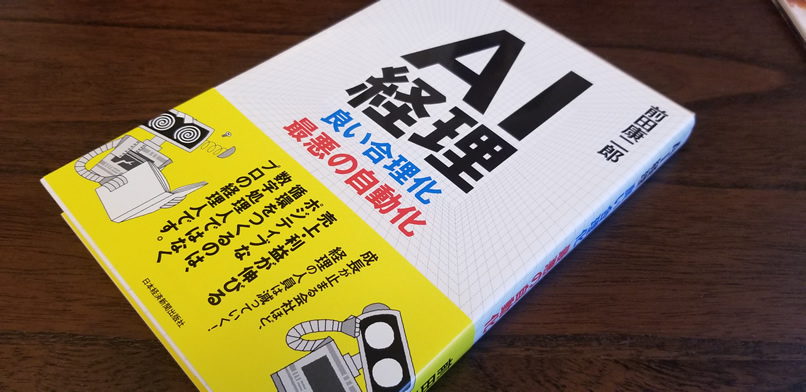 AI
経理
良い合理化
最悪の自動化
前田康二郎
成長が止まる会社ほど、
経理の人員は減っていく!
売上・利益が伸びる
ポジティブな
循環をつくるのは、
数字処理人ではなく
プロの経理人です。
日本経済新聞出版社